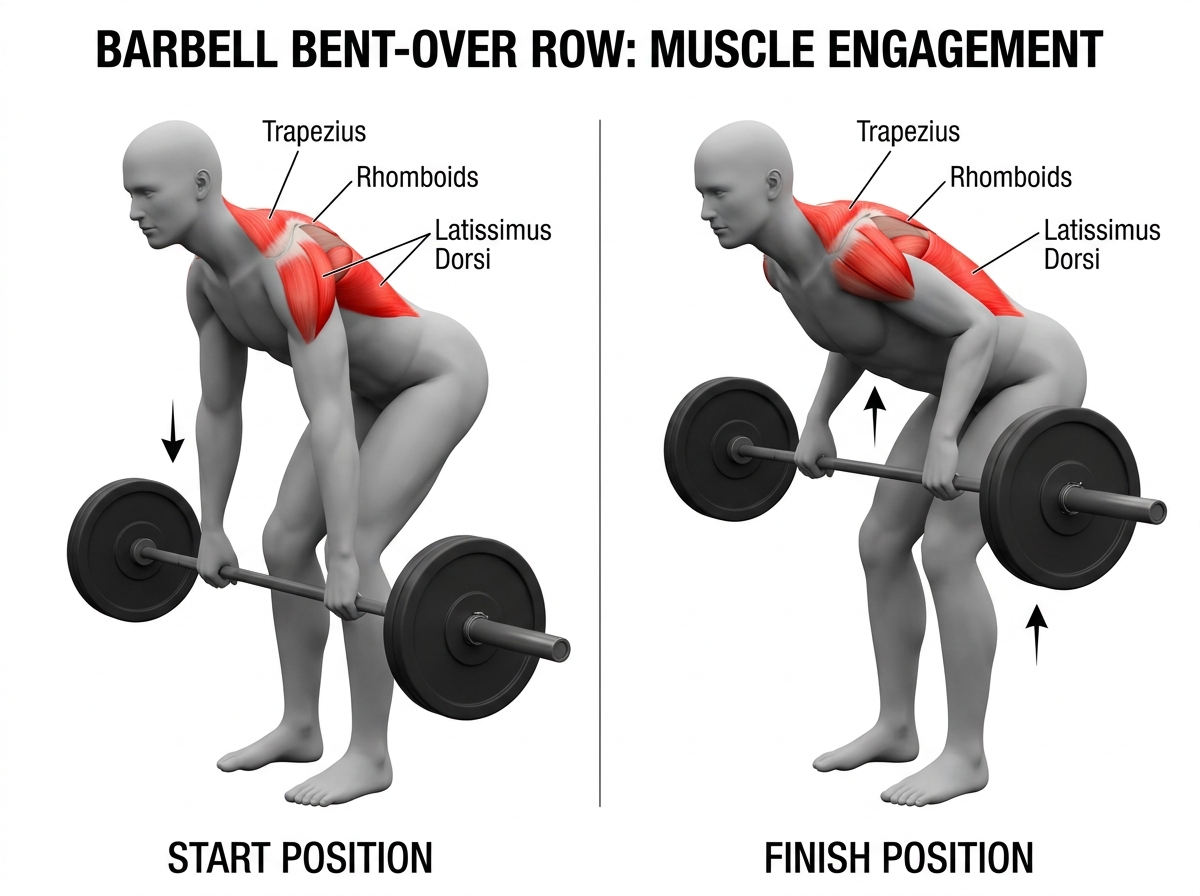 BARBELL BENT-OVER ROW: MUSCLE ENGAGEMENT
Trapezius
Rhomboids
Latissimus
Dorsi
Trapezius
Rhomboids
Latissimus
Dorsi
START POSITION
FINISH POSITION